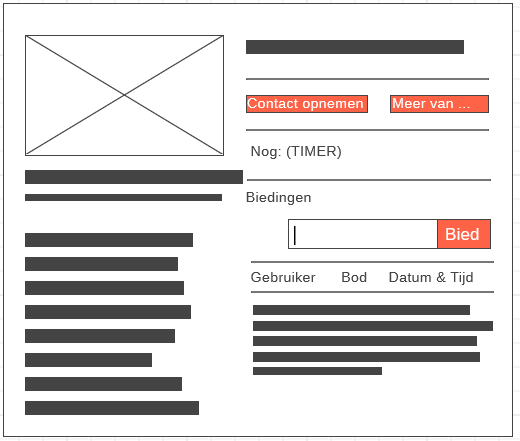 Contact opnemen
Meer van ...
Nog: (TIMER)
Biedingen
Bied
Gebruiker Bod Datum & Tijd